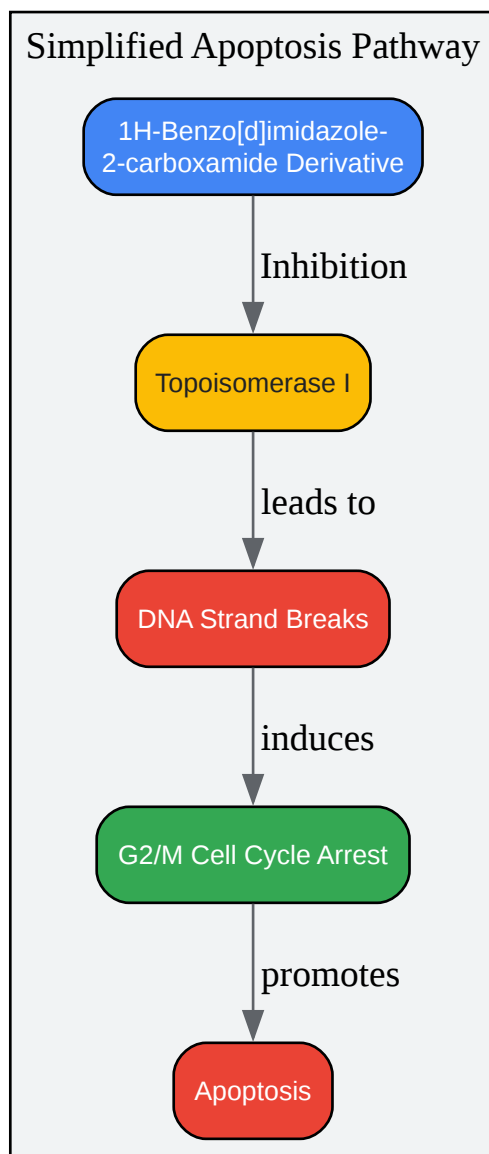 Simplified Apoptosis Pathway
1H-Benzo[d]imidazole-
2-carboxamide Derivative
Inhibition
Topoisomerase I
leads to
DNA Strand Breaks
induces
G2/M Cell Cycle Arrest
promotes
Apoptosis